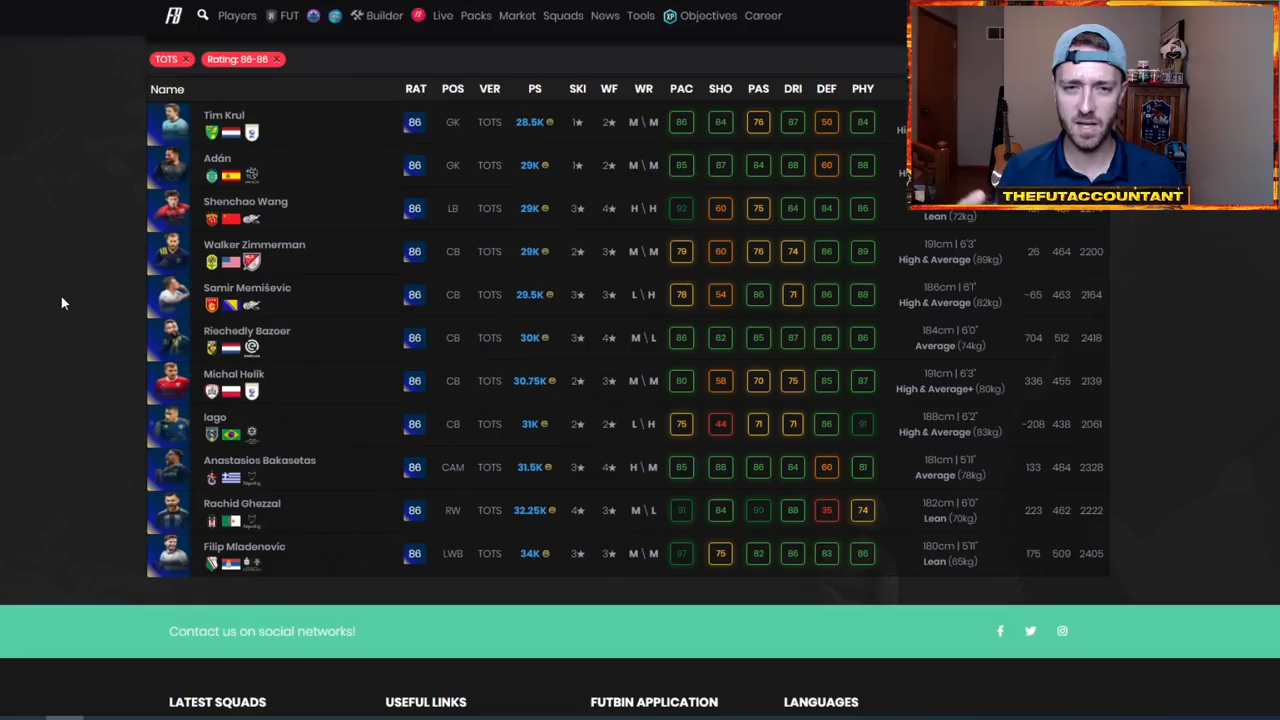 Players FUT Builder Live Packs Market Squads News Tools XP Objectives Career
TOTS × Rating: 86-86 ×
Name RAT POS VER PS SKI WF WR PAC SHO PAS DRI DEF PHY
Tim Krul 86 GK TOTS 28.5K 1★ 2★ M \ M 86 84 76 87 50 84
Adán 86 GK TOTS 29K 1★ 2★ M \ M 85 87 84 88 60 88
Shenchao Wang 86 LB TOTS 29K 3★ 4★ H \ H 92 60 75 84 84 86
Lean (72kg)
THEFUTACCOUNTANT
Walker Zimmerman 86 CB TOTS 29K 2★ 3★ M \ M 79 60 76 74 86 89 191cm | 6'3" 26 464 2200
High & Average (89kg)
Samir Memišević 86 CB TOTS 29.5K 3★ 3★ L \ H 78 54 86 71 86 88 186cm | 6'1" -65 463 2164
High & Average (82kg)
Riechedly Bazoer 86 CB TOTS 30K 3★ 4★ M \ L 86 82 85 87 86 86 184cm | 6'0" 704 512 2418
Average (74kg)
Michal Helik 86 CB TOTS 30.75K 2★ 3★ M \ M 80 58 70 75 85 87 191cm | 6'3" 336 455 2139
High & Average+ (80kg)
Iago 86 CB TOTS 31K 2★ 2★ L \ H 75 44 71 71 86 91 188cm | 6'2" -208 438 2061
High & Average (83kg)
Anastasios Bakasetas 86 CAM TOTS 31.5K 3★ 4★ H \ M 85 88 86 84 60 81 181cm | 5'11" 133 484 2328
Average (78kg)
Rachid Ghezzal 86 RW TOTS 32.25K 4★ 3★ M \ L 91 84 90 88 35 74 182cm | 6'0" 223 462 2222
Lean (70kg)
Filip Mladenovic 86 LWB TOTS 34K 3★ 3★ M \ M 97 75 82 86 83 86 180cm | 5'11" 175 509 2405
Lean (65kg)
Contact us on social networks!
LATEST SQUADS USEFUL LINKS FUTBIN APPLICATION LANGUAGES